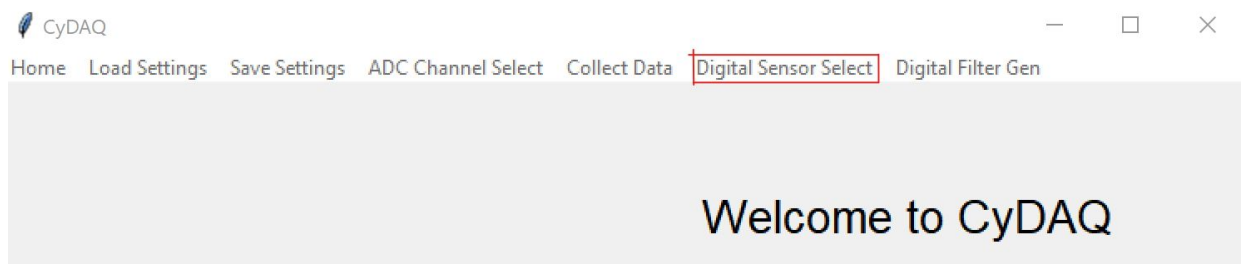 CyDAQ
Home Load Settings Save Settings ADC Channel Select Collect Data Digital Sensor Select Digital Filter Gen
Welcome to CyDAQ